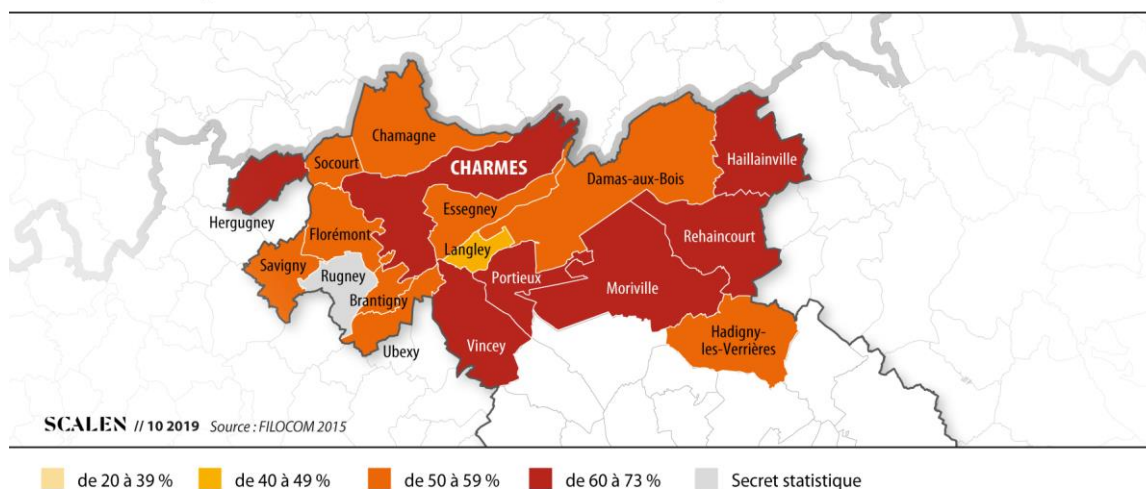 Chamagne
Socourt
CHARMES
Haillainville
Damas-aux-Bois
Essegney
Hergugney
Florémont
Rehaincourt
Langley
Savigny
Rugney
Portieux
Moriville
Brantigny
Vincey
Hadigny-
les-Verrières
Ubexy
SCALEN // 10 2019 Source : FILOCOM 2015
de 20 à 39 % de 40 à 49 % de 50 à 59 % de 60 à 73 % Secret statistique